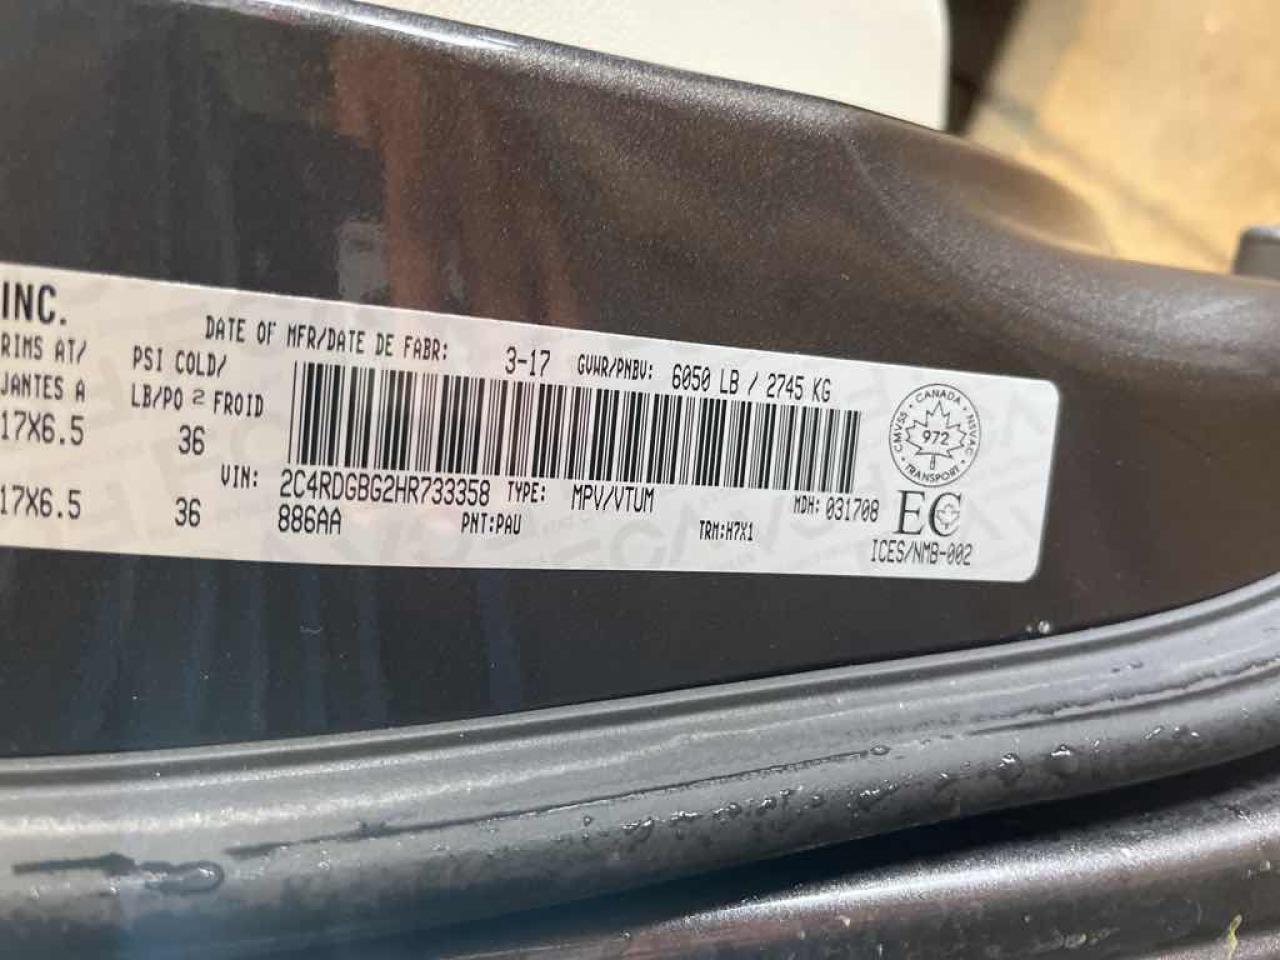 INC.
DATE OF MFR/DATE DE FABR: 3-17 GVWR/PNBV: 6050 LB / 2745 KG
RIMS AT/ PSI COLD/
JANTES A LB/PO 2 FROID
17X6.5 36
VIN: 2C4RDGBG2HR733358 TYPE: MPV/VTUM MDH: 031708
17X6.5 36 886AA PNT:PAU TRM:H7X1
CANADA
CMVSS 972 NSVAC
TRANSPORT
EC
ICES/NMB-002